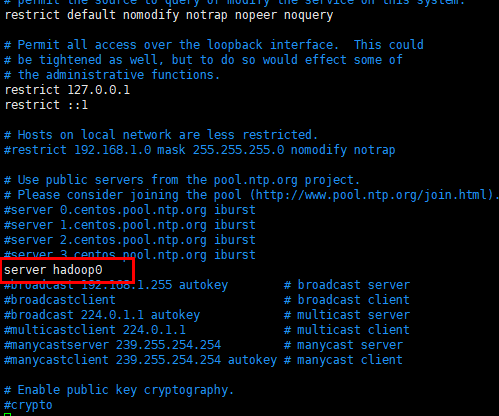 # permit the source to query or modify the service on this system.
restrict default nomodify notrap nopeer noquery
# Permit all access over the loopback interface.  This could
# be tightened as well, but to do so would effect some of
# the administrative functions.
restrict 127.0.0.1
restrict ::1
# Hosts on local network are less restricted.
#restrict 192.168.1.0 mask 255.255.255.0 nomodify notrap
# Use public servers from the pool.ntp.org project.
# Please consider joining the pool (http://www.pool.ntp.org/join.html).
#server 0.centos.pool.ntp.org iburst
#server 1.centos.pool.ntp.org iburst
#server 2.centos.pool.ntp.org iburst
#server 3.centos.pool.ntp.org iburst
server hadoop0
#broadcast 192.168.1.255 autokey        # broadcast server
#broadcastclient                        # broadcast client
#broadcast 224.0.1.1 autokey            # multicast server
#multicastclient 224.0.1.1              # multicast client
#manycastserver 239.255.254.254         # manycast server
#manycastclient 239.255.254.254 autokey # manycast client
# Enable public key cryptography.
#crypto